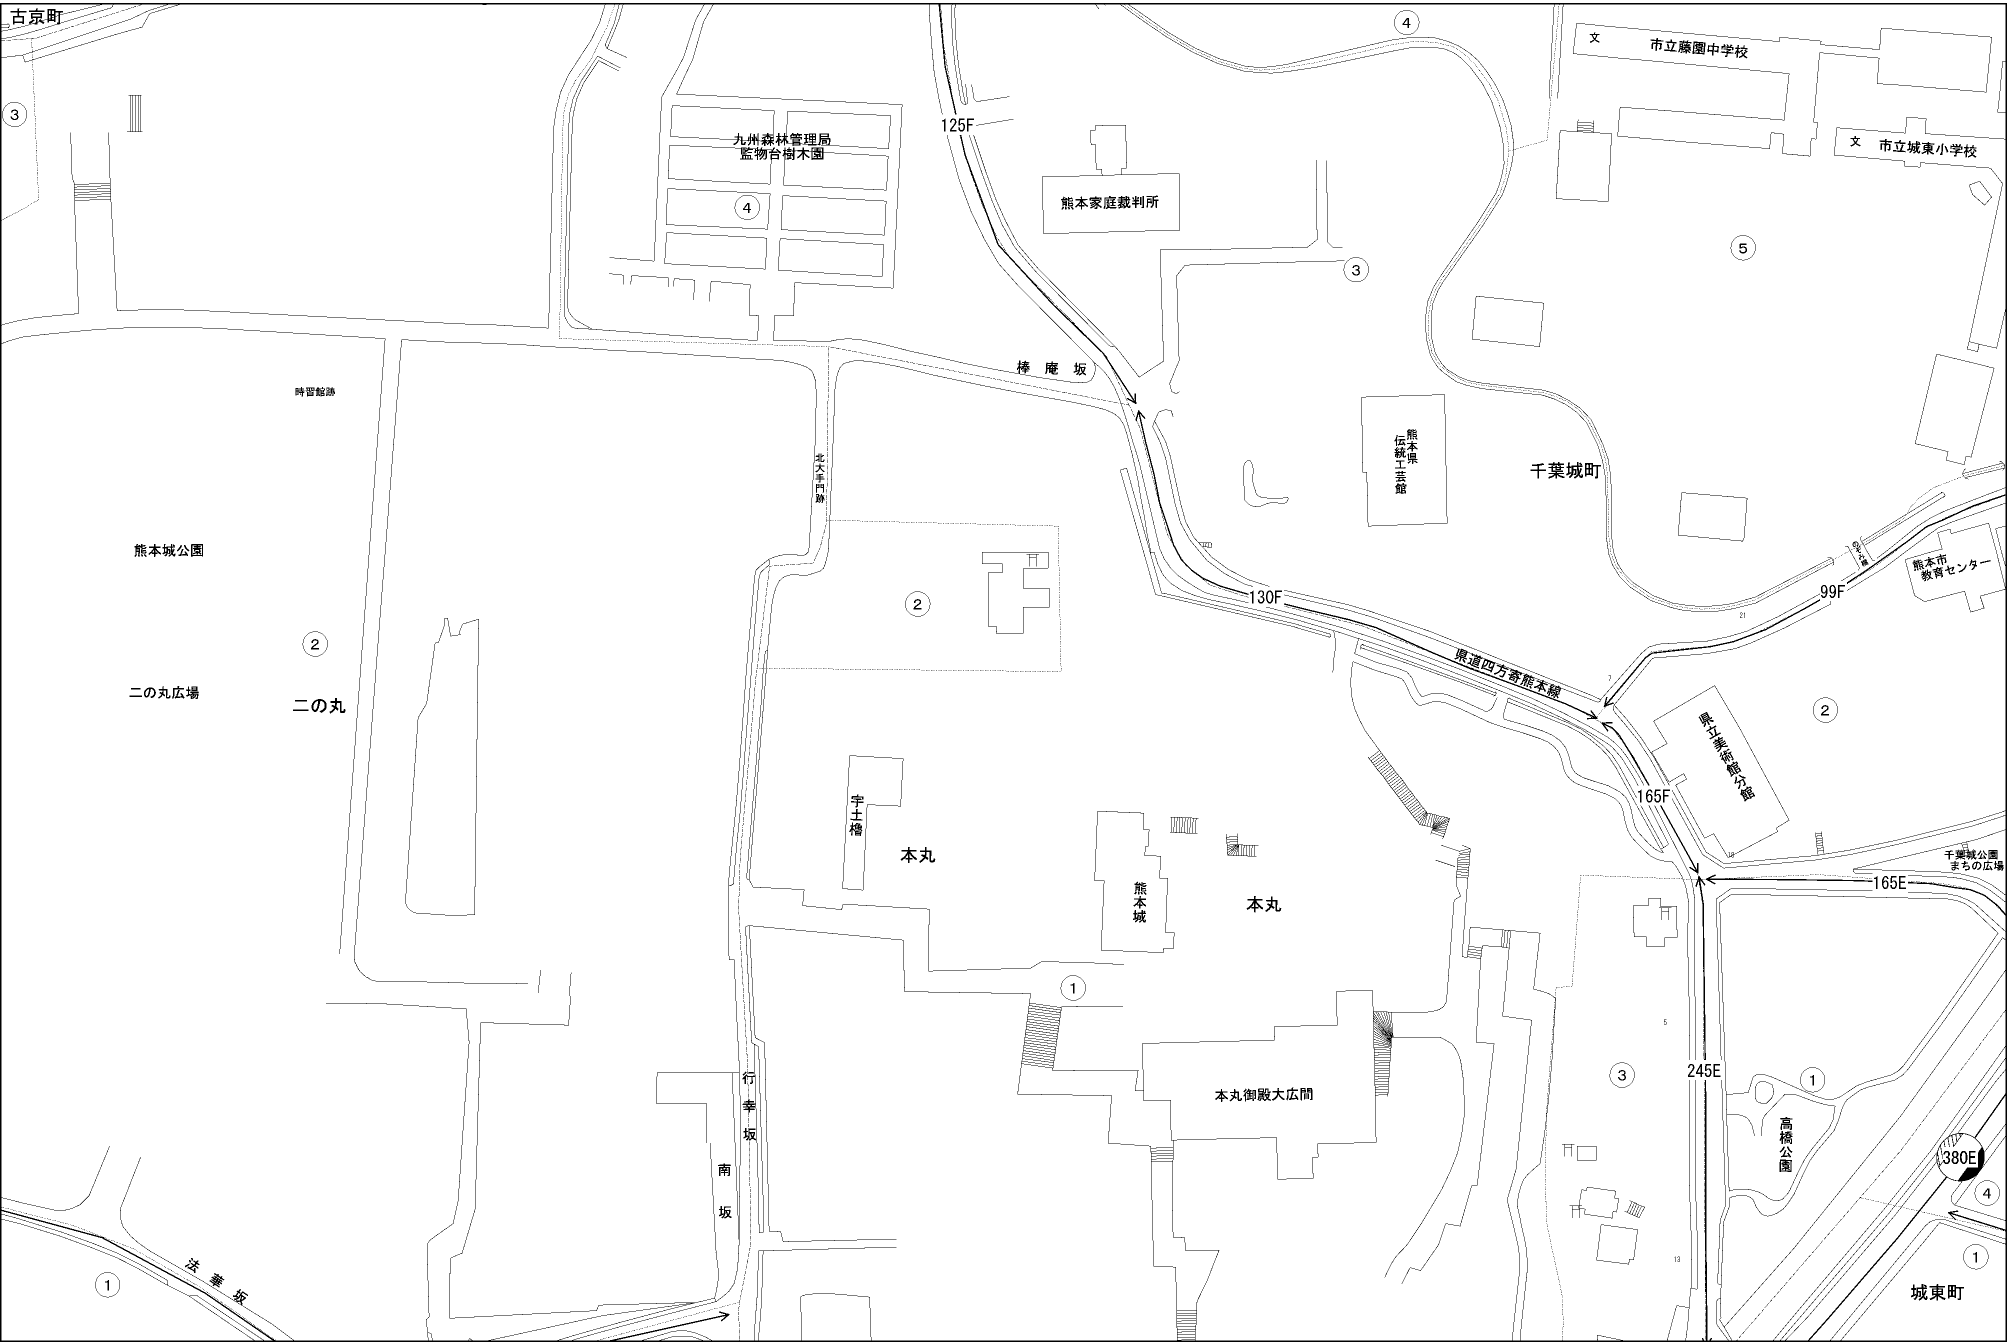 古京町
④
文
市立藤園中学校
③
125F
九州森林管理局
監物台樹木園
文
市立城東小学校
④
熊本家庭裁判所
⑤
③
棒庵坂
時習館跡
熊本県
伝統工芸館
北大手門跡
千葉城町
熊本城公園
熊本市
教育センター
②
130F
99F
21
②
県道四方寄熊本線
7
二の丸広場
二の丸
②
県立美術館分館
165F
宇土櫓
本丸
18
千葉城公園
まちの広場
熊本城
本丸
165E
①
5
245E
③
①
行幸坂
本丸御殿大広間
高橋公園
380E
南坂
④
13
①
法華坂
①
城東町